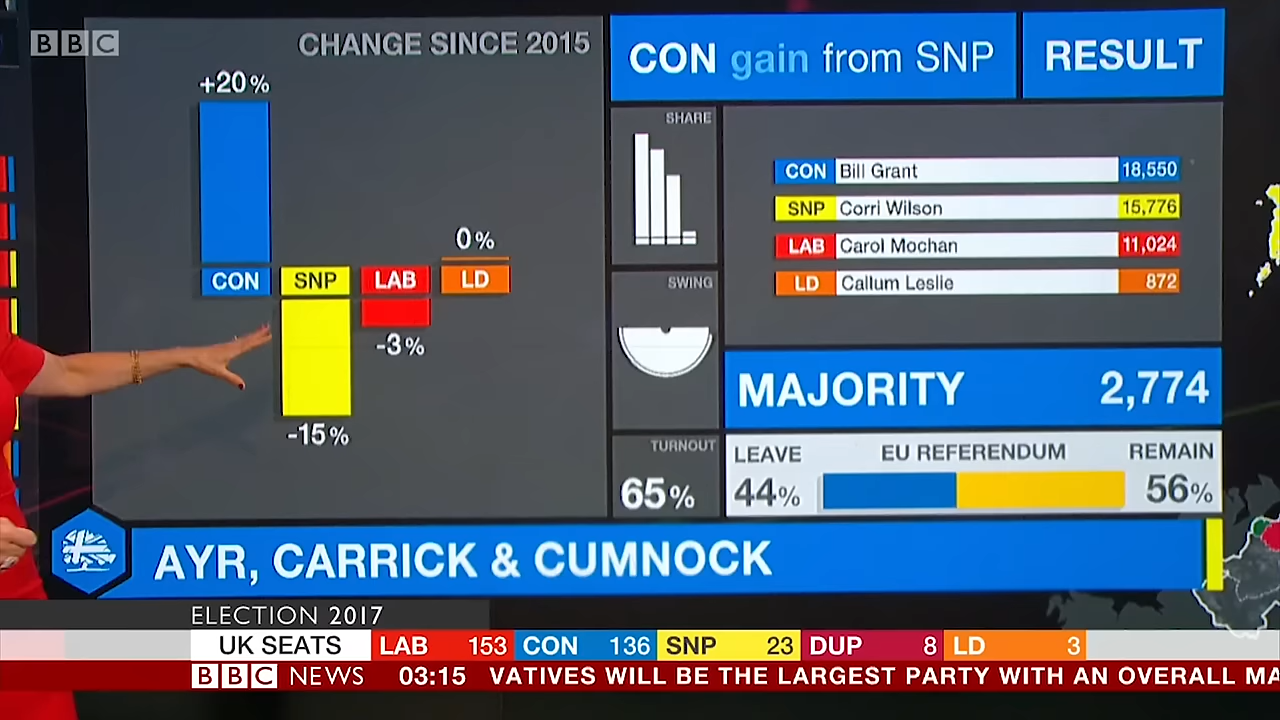 BBC
CHANGE SINCE 2015
+20%
CON
SNP
-15%
LAB
-3%
0%
LD
CON gain from SNP
RESULT
SHARE
SWING
TURNOUT
65%
CON Bill Grant 18,550
SNP Corri Wilson 15,776
LAB Carol Mochan 11,024
LD Callum Leslie 872
MAJORITY 2,774
LEAVE EU REFERENDUM REMAIN
44% 56%
AYR, CARRICK & CUMNOCK
ELECTION 2017
UK SEATS LAB 153 CON 136 SNP 23 DUP 8 LD 3
BBC NEWS 03:15 VATIVES WILL BE THE LARGEST PARTY WITH AN OVERALL MA